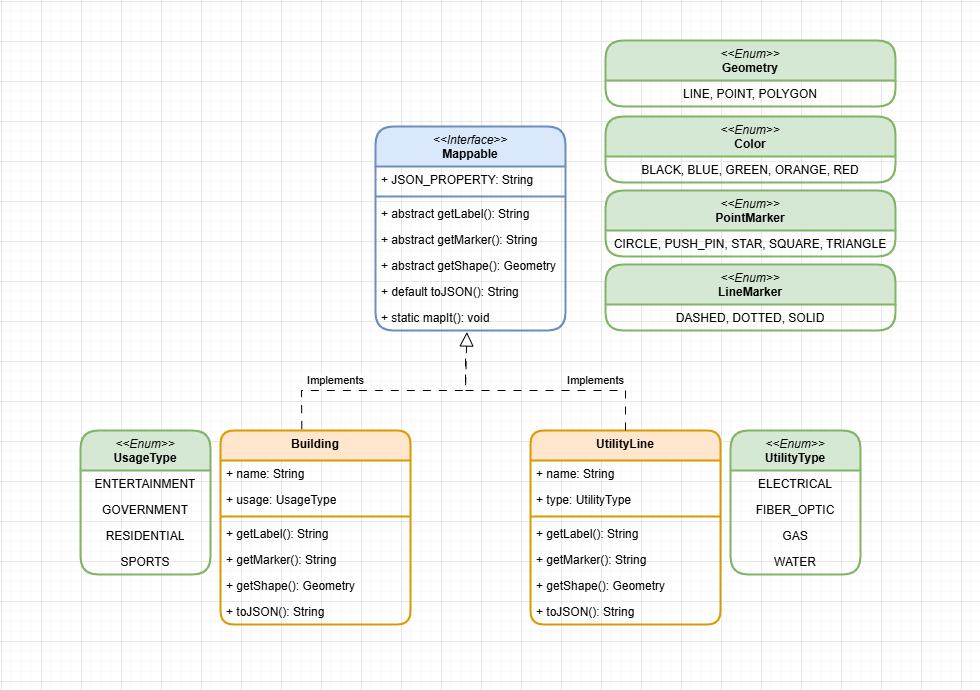 <<Enum>>
Geometry
LINE, POINT, POLYGON
<<Enum>>
Color
BLACK, BLUE, GREEN, ORANGE, RED
<<Enum>>
PointMarker
CIRCLE, PUSH_PIN, STAR, SQUARE, TRIANGLE
<<Enum>>
LineMarker
DASHED, DOTTED, SOLID
<<Interface>>
Mappable
+ JSON_PROPERTY: String
+ abstract getLabel(): String
+ abstract getMarker(): String
+ abstract getShape(): Geometry
+ default toJSON(): String
+ static mapIt(): void
Implements
Implements
<<Enum>>
UsageType
ENTERTAINMENT
GOVERNMENT
RESIDENTIAL
SPORTS
Building
+ name: String
+ usage: UsageType
+ getLabel(): String
+ getMarker(): String
+ getShape(): Geometry
+ toJSON(): String
UtilityLine
+ name: String
+ type: UtilityType
+ getLabel(): String
+ getMarker(): String
+ getShape(): Geometry
+ toJSON(): String
<<Enum>>
UtilityType
ELECTRICAL
FIBER_OPTIC
GAS
WATER